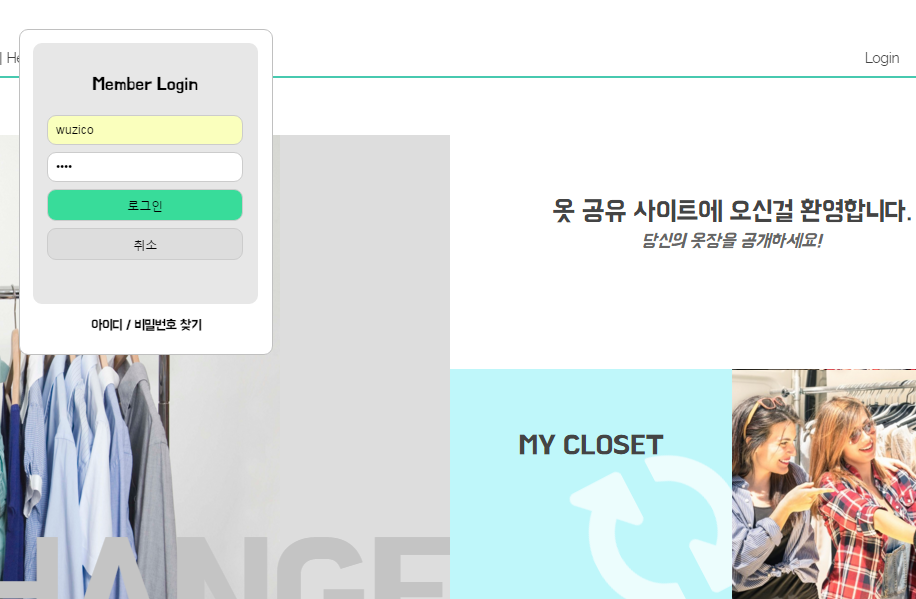 | He
Login
Member Login
wuzico
••••
로그인
취소
아이디 / 비밀번호 찾기
옷 공유 사이트에 오신걸 환영합니다.
당신의 옷장을 공개하세요!
MY CLOSET
HANGE